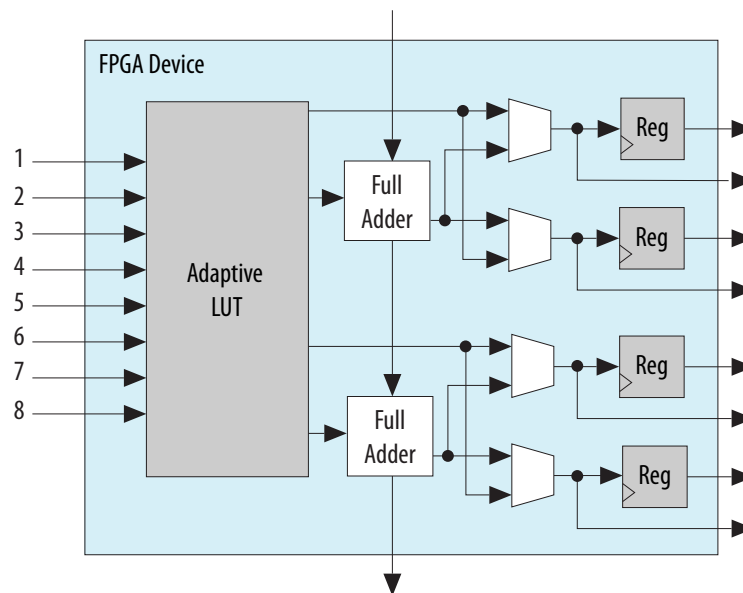 FPGA Device
1
2
3
4
5
6
7
8
Adaptive
LUT
Full
Adder
Full
Adder
Reg
Reg
Reg
Reg